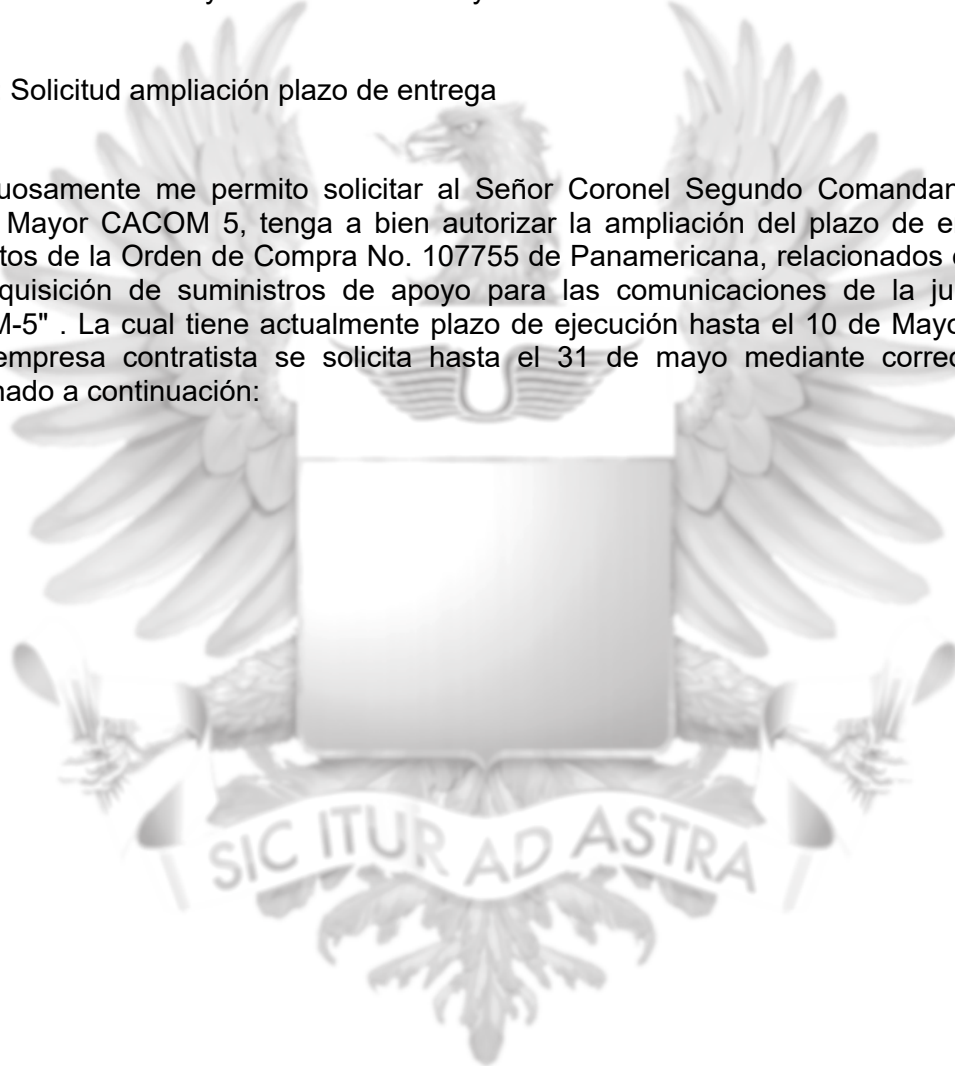 Solicitud ampliación plazo de entrega
uosamente me permito solicitar al Señor Coronel Segundo Comandan
Mayor CACOM 5, tenga a bien autorizar la ampliación del plazo de e
tos de la Orden de Compra No. 107755 de Panamericana, relacionados
quisición de suministros de apoyo para las comunicaciones de la ju
M-5" . La cual tiene actualmente plazo de ejecución hasta el 10 de Mayo
empresa contratista se solicita hasta el 31 de mayo mediante correo
nado a continuación:
SIC ITUR AD ASTRA